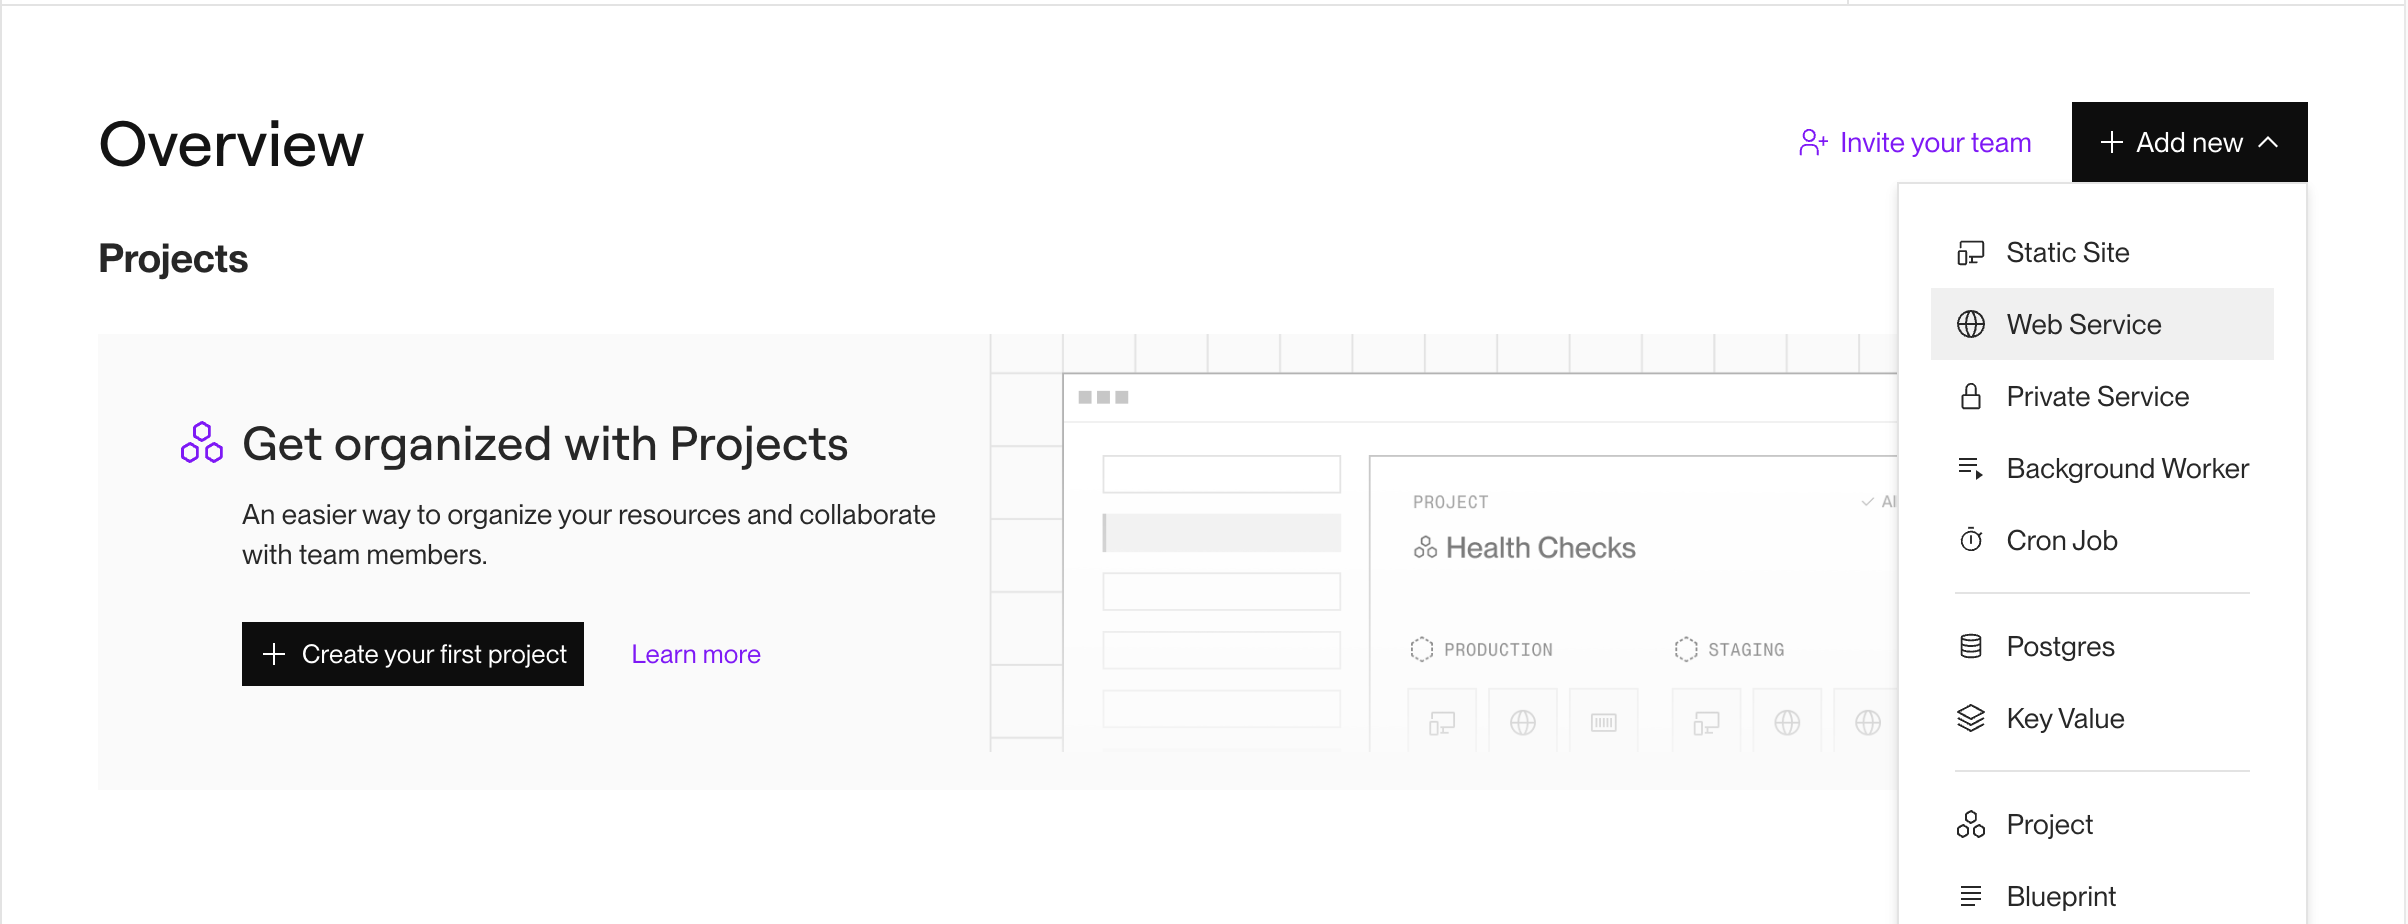 Overview
Invite your team
Add new
Projects
Get organized with Projects
An easier way to organize your resources and collaborate
with team members.
Create your first project
Learn more
PROJECT
Health Checks
PRODUCTION
STAGING
Static Site
Web Service
Private Service
Background Worker
Cron Job
Postgres
Key Value
Project
Blueprint